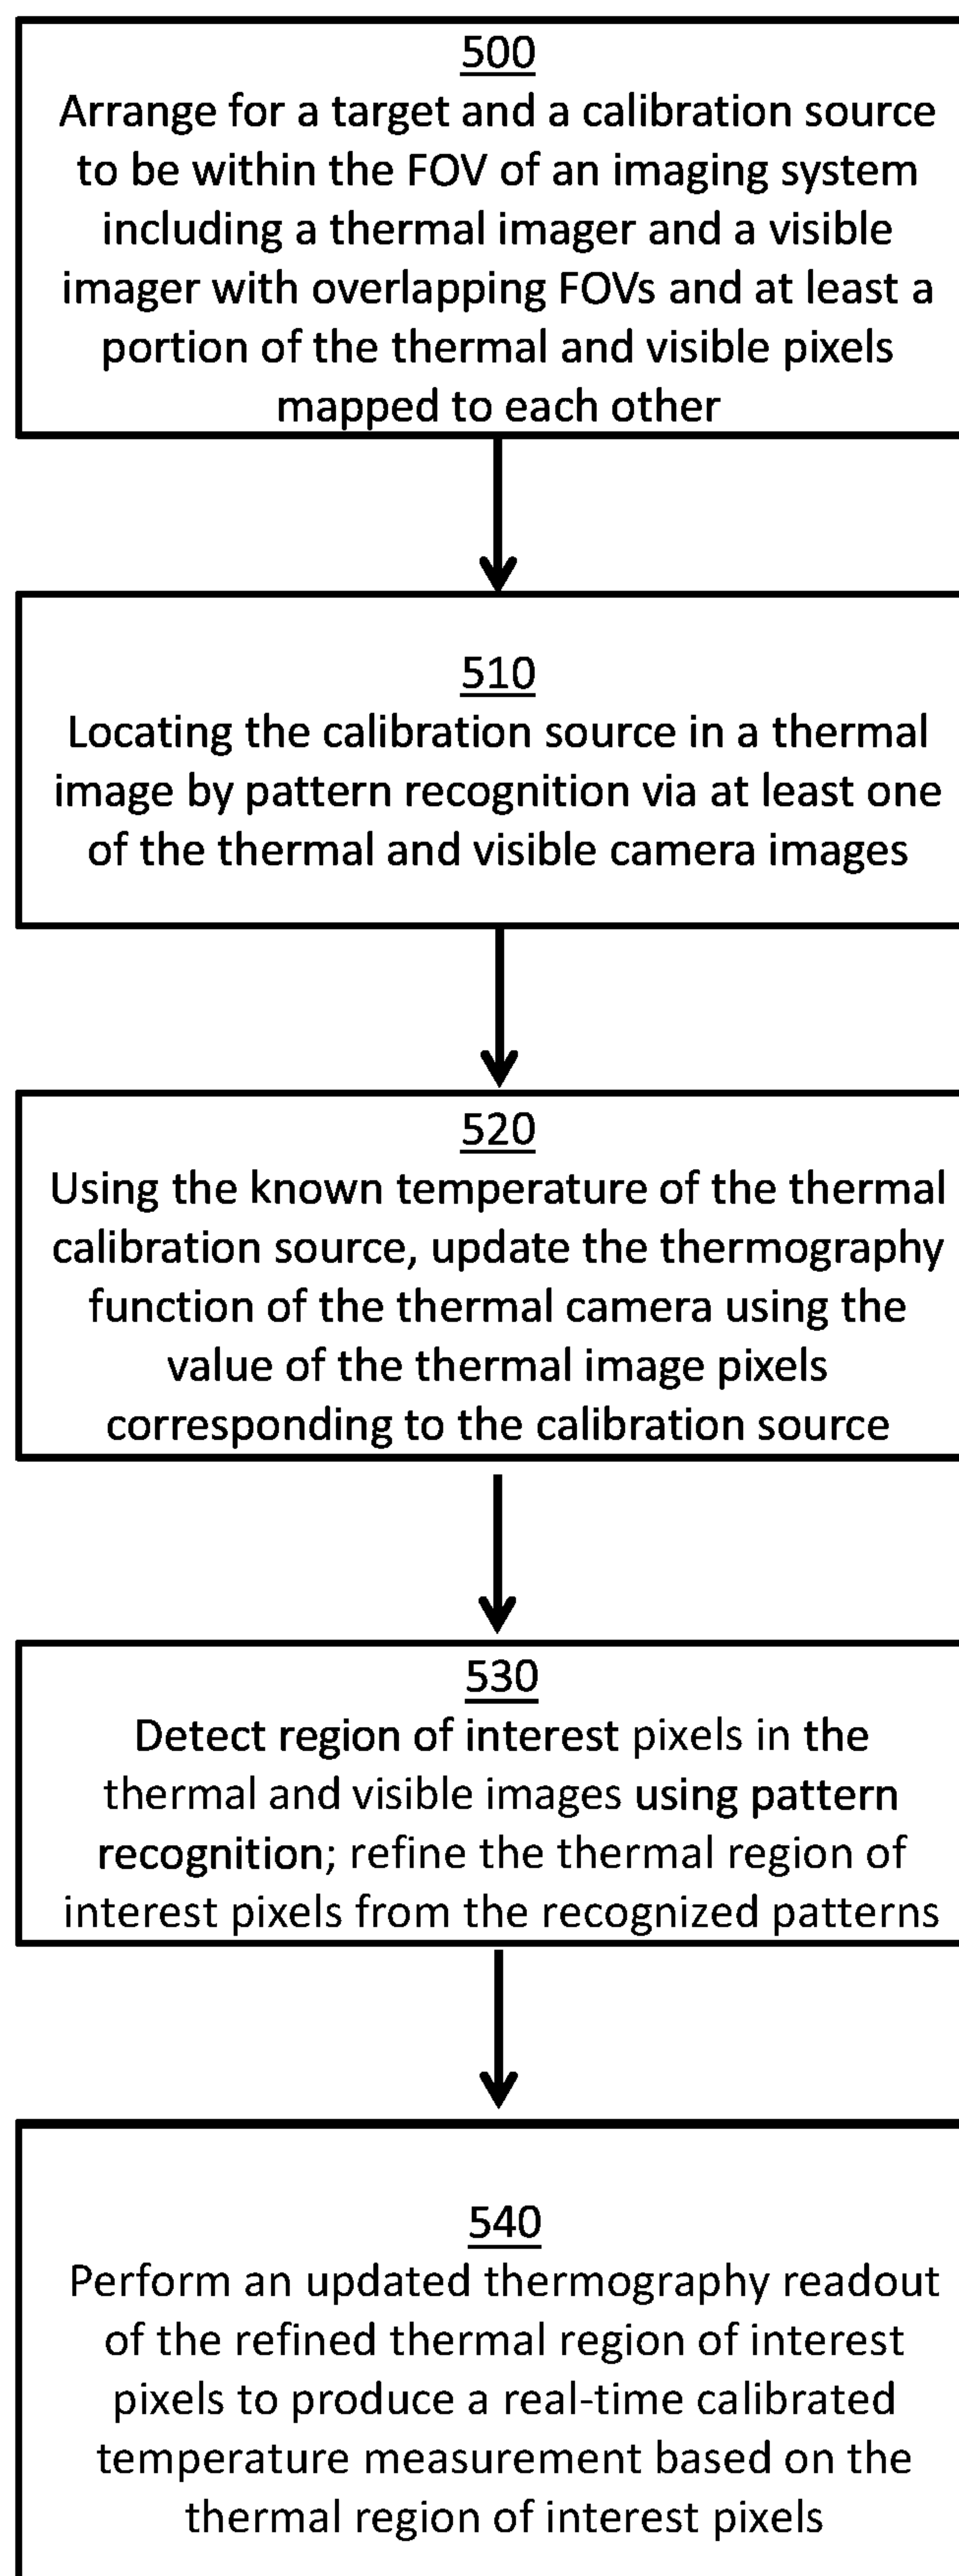 500
Arrange for a target and a calibration source
to be within the FOV of an imaging system
including a thermal imager and a visible
imager with overlapping FOVs and at least a
portion of the thermal and visible pixels
mapped to each other
510
Locating the calibration source in a thermal
image by pattern recognition via at least one
of the thermal and visible camera images
520
Using the known temperature of the thermal
calibration source, update the thermography
function of the thermal camera using the
value of the thermal image pixels
corresponding to the calibration source
530
Detect region of interest pixels in the
thermal and visible images using pattern
recognition; refine the thermal region of
interest pixels from the recognized patterns
540
Perform an updated thermography readout
of the refined thermal region of interest
pixels to produce a real-time calibrated
temperature measurement based on the
thermal region of interest pixels